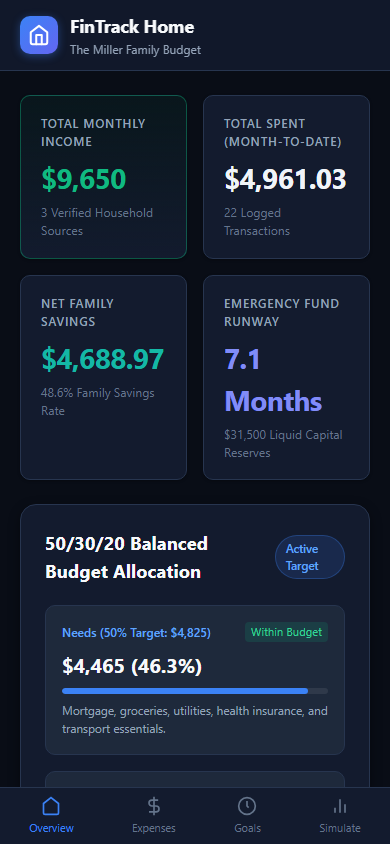 FinTrack Home
The Miller Family Budget
TOTAL MONTHLY
INCOME
$9,650
3 Verified Household
Sources
TOTAL SPENT
(MONTH-TO-DATE)
$4,961.03
22 Logged
Transactions
NET FAMILY
SAVINGS
$4,688.97
48.6% Family Savings
Rate
EMERGENCY FUND
RUNWAY
7.1
Months
$31,500 Liquid Capital
Reserves
50/30/20 Balanced
Budget Allocation
Active
Target
Needs (50% Target: $4,825)
Within Budget
$4,465 (46.3%)
Mortgage, groceries, utilities, health insurance, and
transport essentials.
Overview
Expenses
Goals
Simulate